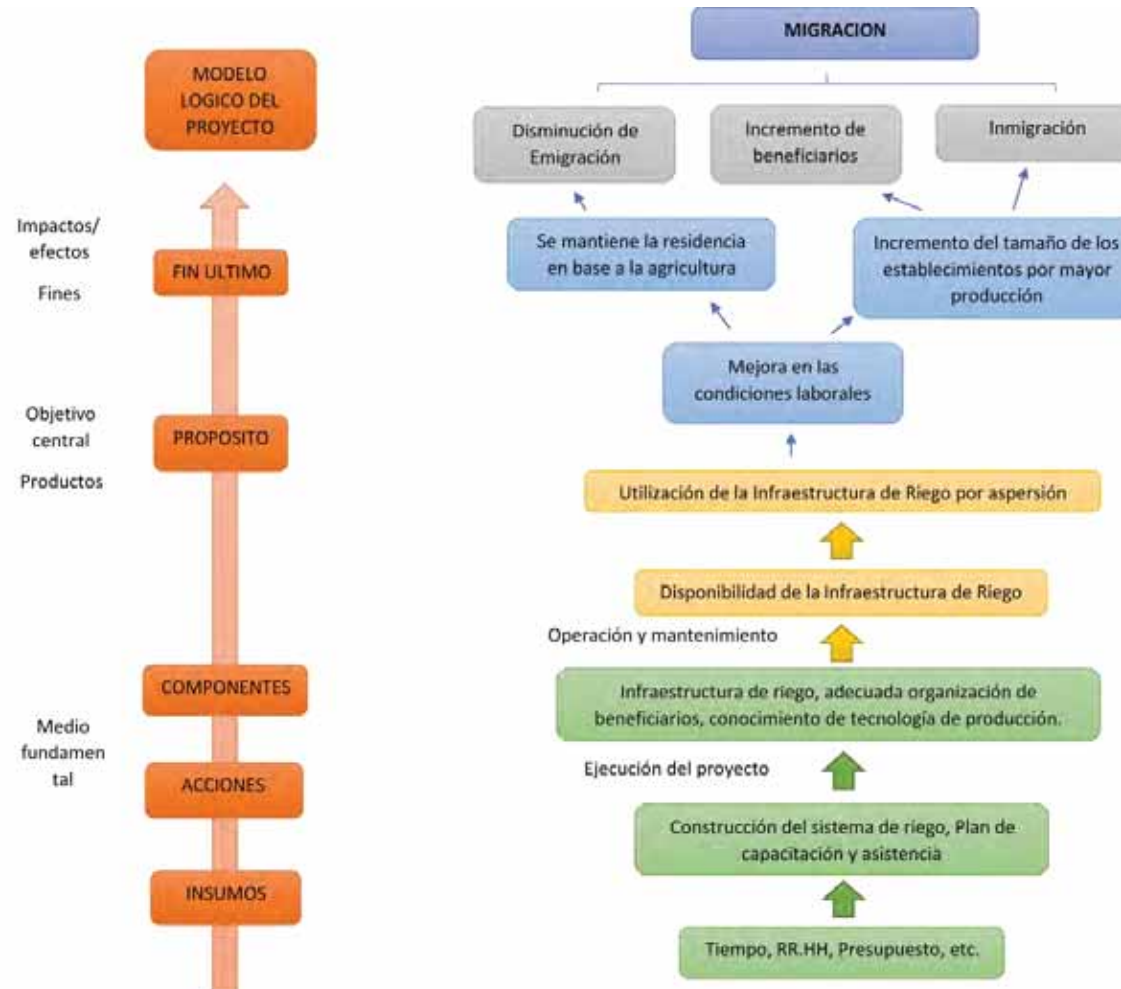 MODELO
LOGICO DEL
PROYECTO
Impactos/
efectos
Fines
FIN ULTIMO
Objetivo
central
Productos
PROPOSITO
COMPONENTES
Medio
fundamen
tal
ACCIONES
INSUMOS
MIGRACION
Disminución de
Emigración
Incremento de
beneficiarios
Inmigración
Se mantiene la residencia
en base a la agricultura
Incremento del tamaño de los
establecimientos por mayor
producción
Mejora en las
condiciones laborales
Utilización de la Infraestructura de Riego por aspersión
Disponibilidad de la Infraestructura de Riego
Operación y mantenimiento
Infraestructura de riego, adecuada organización de
beneficiarios, conocimiento de tecnología de producción.
Ejecución del proyecto
Construcción del sistema de riego, Plan de
capacitación y asistencia
Tiempo, RR.HH, Presupuesto, etc.